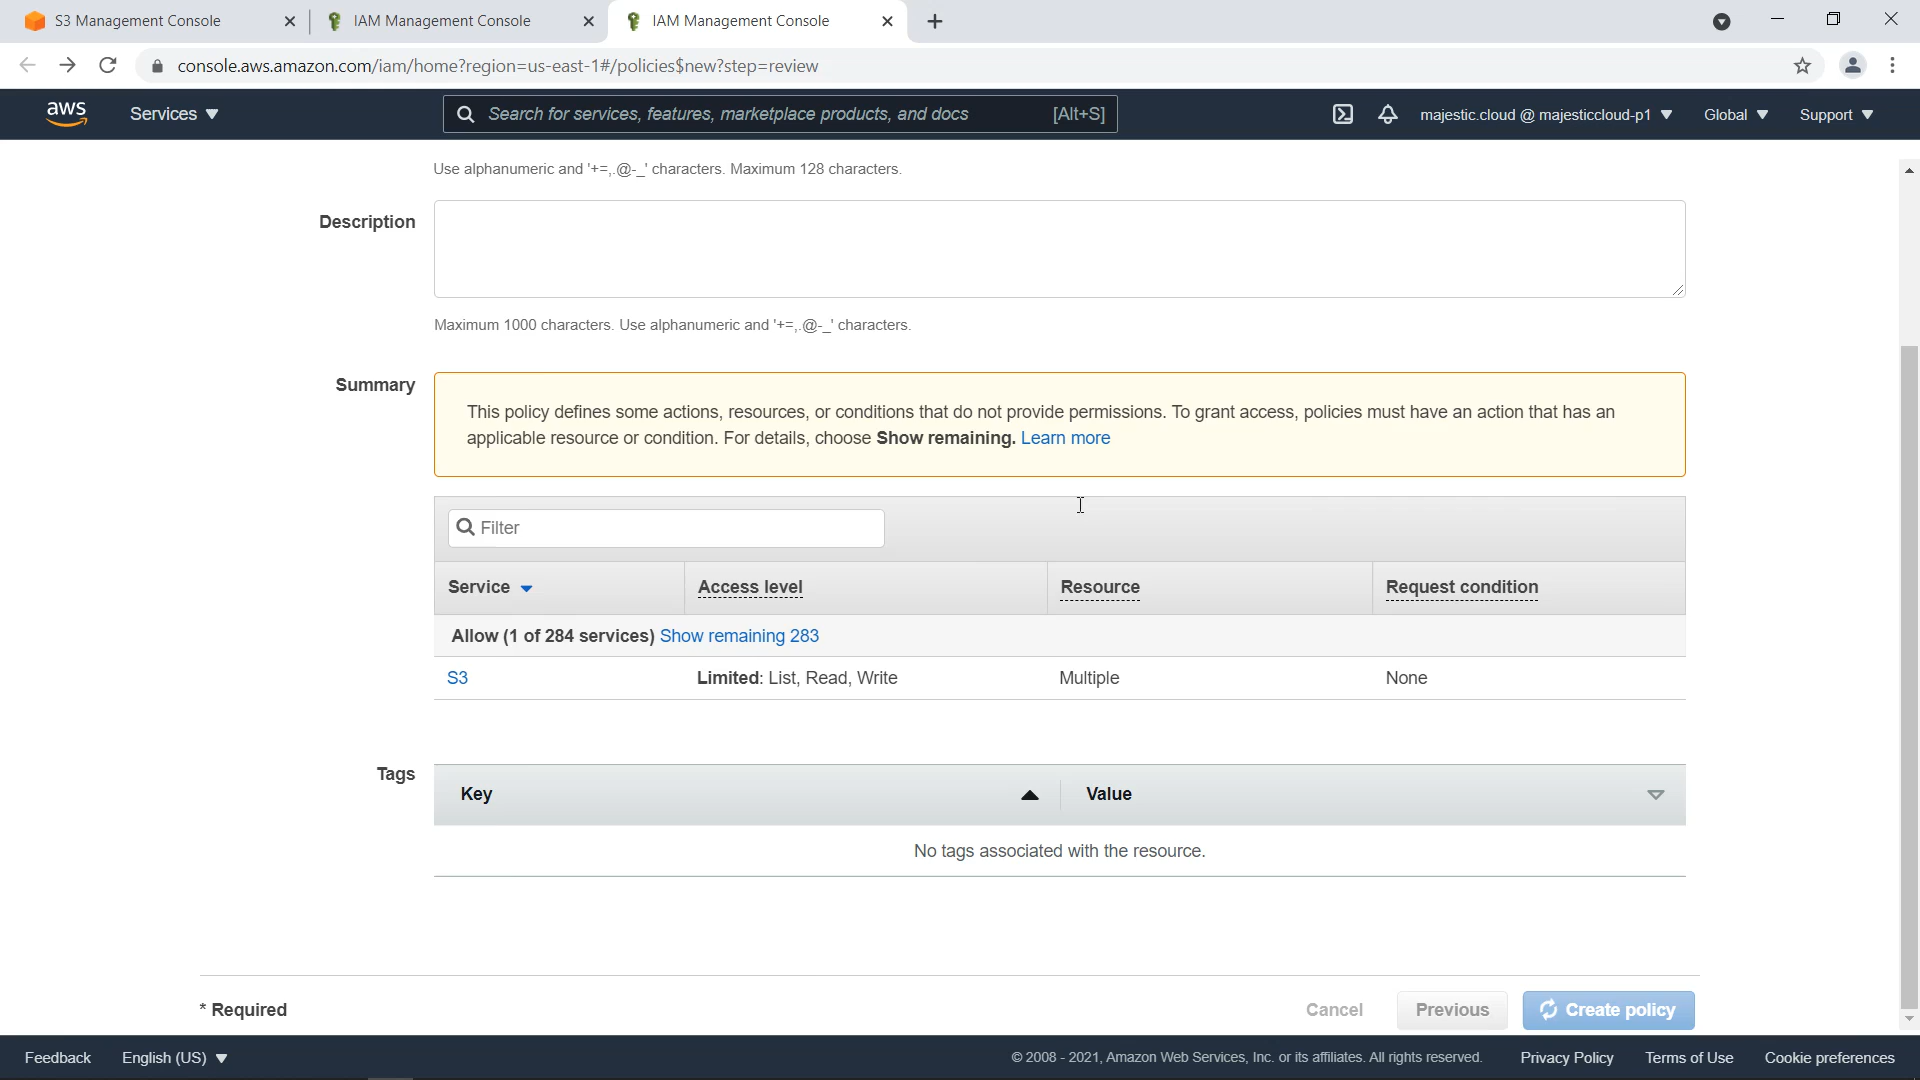 S3 Management Console
IAM Management Console
IAM Management Console
console.aws.amazon.com/iam/home?region=us-east-1#/policies$new?step=review
aws
Services
Search for services, features, marketplace products, and docs [Alt+S]
majestic.cloud @ majesticcloud-p1
Global
Support
Use alphanumeric and '+=,.@-_' characters. Maximum 128 characters.
Description
Maximum 1000 characters. Use alphanumeric and '+=,.@-_' characters.
Summary
This policy defines some actions, resources, or conditions that do not provide permissions. To grant access, policies must have an action that has an
applicable resource or condition. For details, choose Show remaining. Learn more
Filter
Service Access level Resource Request condition
Allow (1 of 284 services) Show remaining 283
S3 Limited: List, Read, Write Multiple None
Tags
Key Value
No tags associated with the resource.
* Required
Cancel Previous Create policy
Feedback English (US) © 2008 - 2021, Amazon Web Services, Inc. or its affiliates. All rights reserved. Privacy Policy Terms of Use Cookie preferences